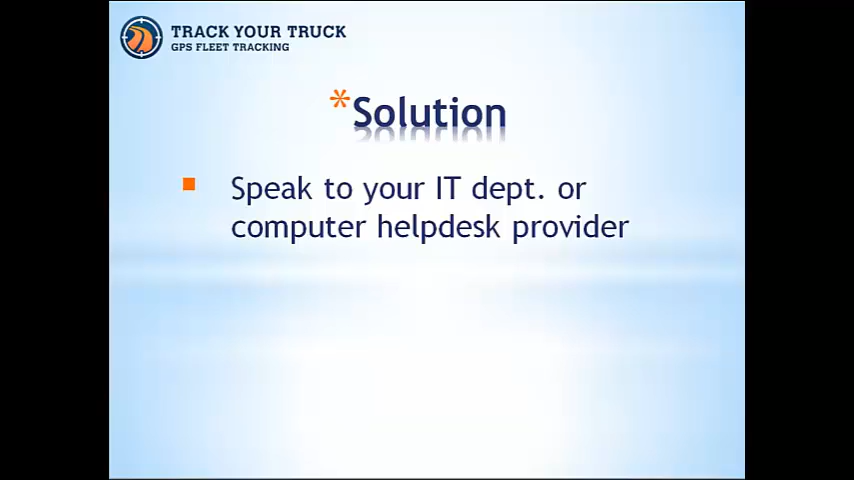 TRACK YOUR TRUCK
GPS FLEET TRACKING
*Solution
▪ Speak to your IT dept. or
computer helpdesk provider